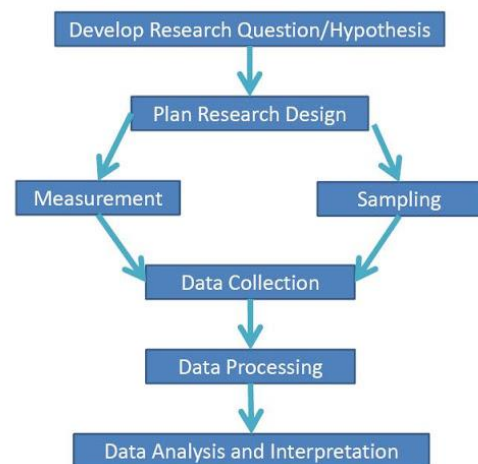 Develop Research Question/Hypothesis
Plan Research Design
Measurement
Sampling
Data Collection
Data Processing
Data Analysis and Interpretation